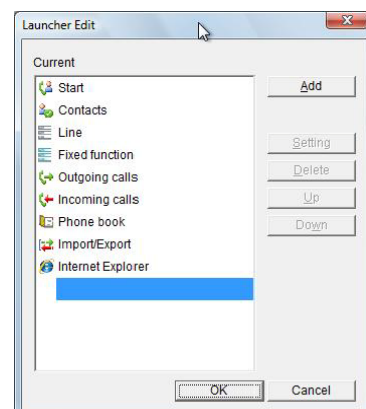 Launcher Edit
Current
Start
Contacts
Line
Fixed function
Outgoing calls
Incoming calls
Phone book
Import/Export
Internet Explorer
Add
Setting
Delete
Up
Down
OK
Cancel